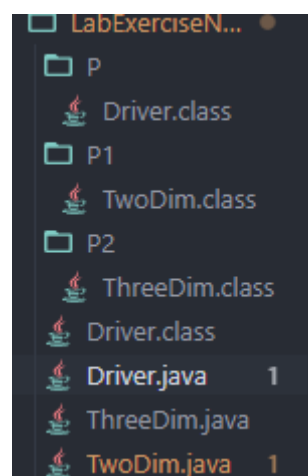 LabExerciseN...
P
Driver.class
P1
TwoDim.class
P2
ThreeDim.class
Driver.class
Driver.java 1
ThreeDim.java
TwoDim.java 1